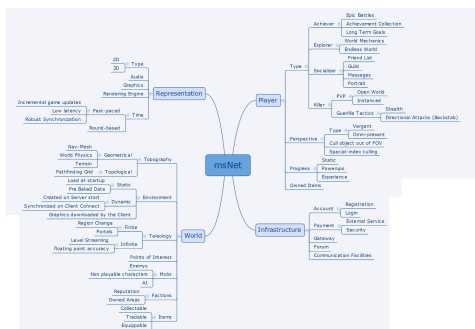 msNet
Representation
Type
2D
3D
Audio
Graphics
Rendering Engine
Time
Fast-paced
Incremental game updates
Low latency
Robust Synchronization
Round-based
World
Topography
Geometrical
Nav-Mesh
World Physics
Terrain
Topological
Pathfinding Grid
Environment
Static
Load at startup
Pre Baked Data
Dynamic
Created on Server start
Synchronized on Client Connect
Graphics downloaded by the Client
Teleology
Finite
Region Change
Portals
Infinite
Level Streaming
floating point accuracy
Points of Interest
Mobs
Enemys
Non playable characters
AI
Factions
Reputation
Owned Areas
Items
Collectable
Tradable
Equippable
Player
Type
Achiever
Epic Battles
Achievement Collection
Long Term Goals
Explorer
World Mechanics
Endless World
Socializer
Friend List
Guild
Messages
Portrait
Killer
PvP
Open World
Instanced
Guerilla Tactics
Stealth
Directional Attacks (Backstab)
Perspective
Type
Vargant
Omni-present
Cull object out of FOV
Spacial-index culling
Progress
Static
Powerups
Experience
Owned Items
Infrastructure
Account
Registration
Login
Payment
External Service
Security
Gateway
Forum
Communication Facilities